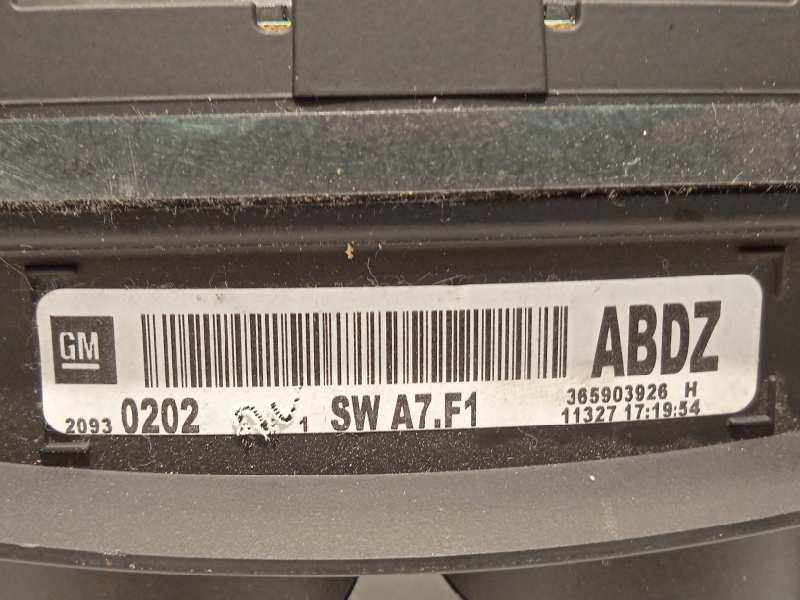 GM
ABDZ
2093 0202 1 SW A7.F1
365903926 H
11327 17:19:54